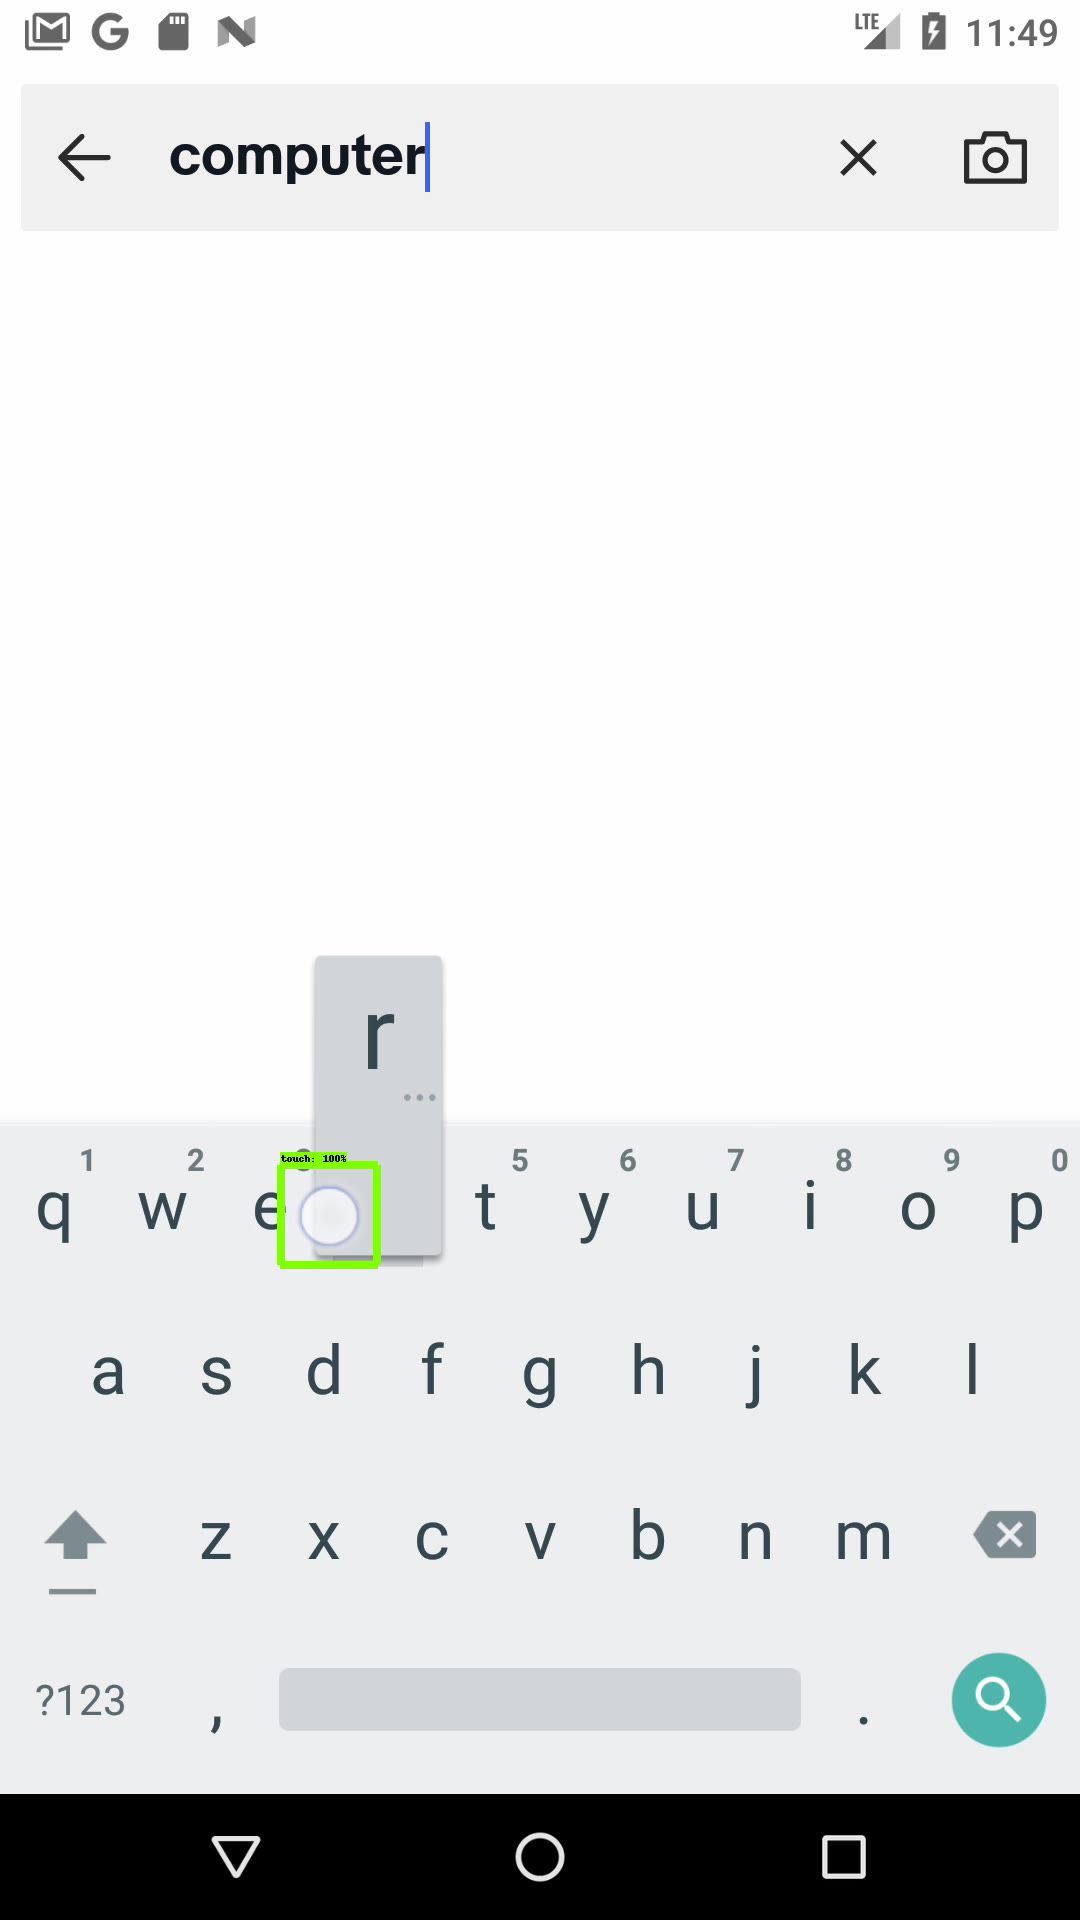 LTE 11:49
computer
r
...
touch: 100%
1 2 5 6 7 8 9 0
q w e t y u i o p
a s d f g h j k l
z x c v b n m
?123 , .